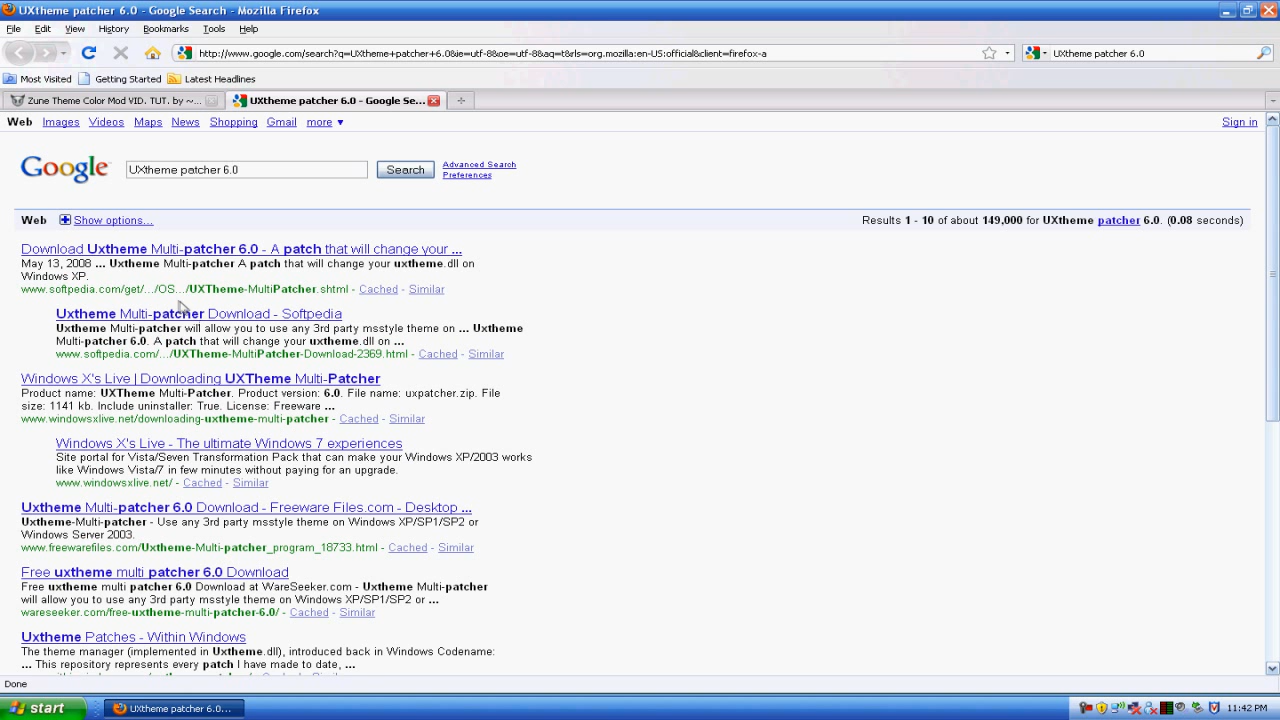 UXtheme patcher 6.0 - Google Search - Mozilla Firefox
File Edit View History Bookmarks Tools Help
http://www.google.com/search?q=UXtheme+patcher+6.0&ie=utf-8&oe=utf-8&aq=t&rls=org.mozilla:en-US:official&client=firefox-a
UXtheme patcher 6.0
Most Visited Getting Started Latest Headlines
Zune Theme Color Mod VID. TUT. by ~... UXtheme patcher 6.0 - Google Se...
Web Images Videos Maps News Shopping Gmail more ▼ Sign in
Google UXtheme patcher 6.0 Search
Advanced Search
Preferences
Web Show options... Results 1 - 10 of about 149,000 for UXtheme patcher 6.0. (0.08 seconds)
Download Uxtheme Multi-patcher 6.0 - A patch that will change your ...
May 13, 2008 ... Uxtheme Multi-patcher A patch that will change your uxtheme.dll on
Windows XP.
www.softpedia.com/get/.../OS.../UXTheme-MultiPatcher.shtml - Cached - Similar
Uxtheme Multi-patcher Download - Softpedia
Uxtheme Multi-patcher will allow you to use any 3rd party msstyle theme on ... Uxtheme
Multi-patcher 6.0. A patch that will change your uxtheme.dll on ...
www.softpedia.com/.../UXTheme-MultiPatcher-Download-2369.html - Cached - Similar
Windows X's Live | Downloading UXTheme Multi-Patcher
Product name: UXTheme Multi-Patcher. Product version: 6.0. File name: uxpatcher.zip. File
size: 1141 kb. Include uninstaller: True. License: Freeware ...
www.windowsxlive.net/downloading-uxtheme-multi-patcher - Cached - Similar
Windows X's Live - The ultimate Windows 7 experiences
Site portal for Vista/Seven Transformation Pack that can make your Windows XP/2003 works
like Windows Vista/7 in few minutes without paying for an upgrade.
www.windowsxlive.net/ - Cached - Similar
Uxtheme Multi-patcher 6.0 Download - Freeware Files.com - Desktop ...
Uxtheme-Multi-patcher - Use any 3rd party msstyle theme on Windows XP/SP1/SP2 or
Windows Server 2003.
www.freewarefiles.com/Uxtheme-Multi-patcher_program_18733.html - Cached - Similar
Free uxtheme multi patcher 6.0 Download
Free uxtheme multi patcher 6.0 Download at WareSeeker.com - Uxtheme Multi-patcher
will allow you to use any 3rd party msstyle theme on Windows XP/SP1/SP2 or ...
wareseeker.com/free-uxtheme-multi-patcher-6.0/ - Cached - Similar
Uxtheme Patches - Within Windows
The theme manager (implemented in Uxtheme.dll), introduced back in Windows Codename:
... This repository represents every patch I have made to date, ...
Done
start UXtheme patcher 6.0... 11:42 PM